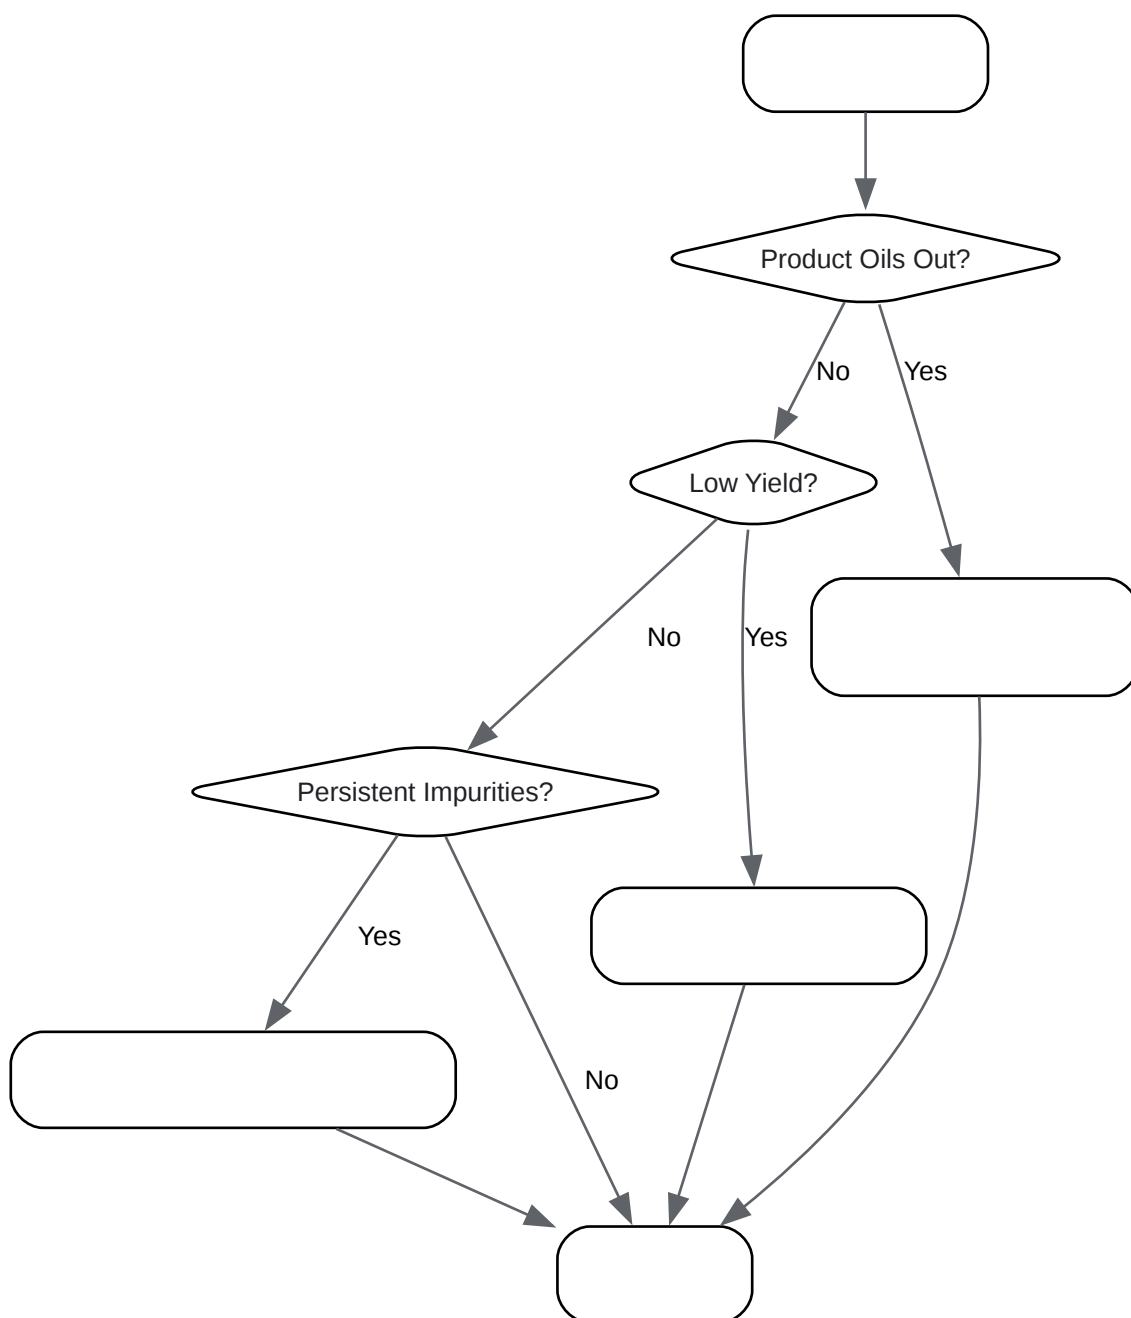 Product Oils Out?
No
Yes
Low Yield?
No
Yes
Persistent Impurities?
Yes
No